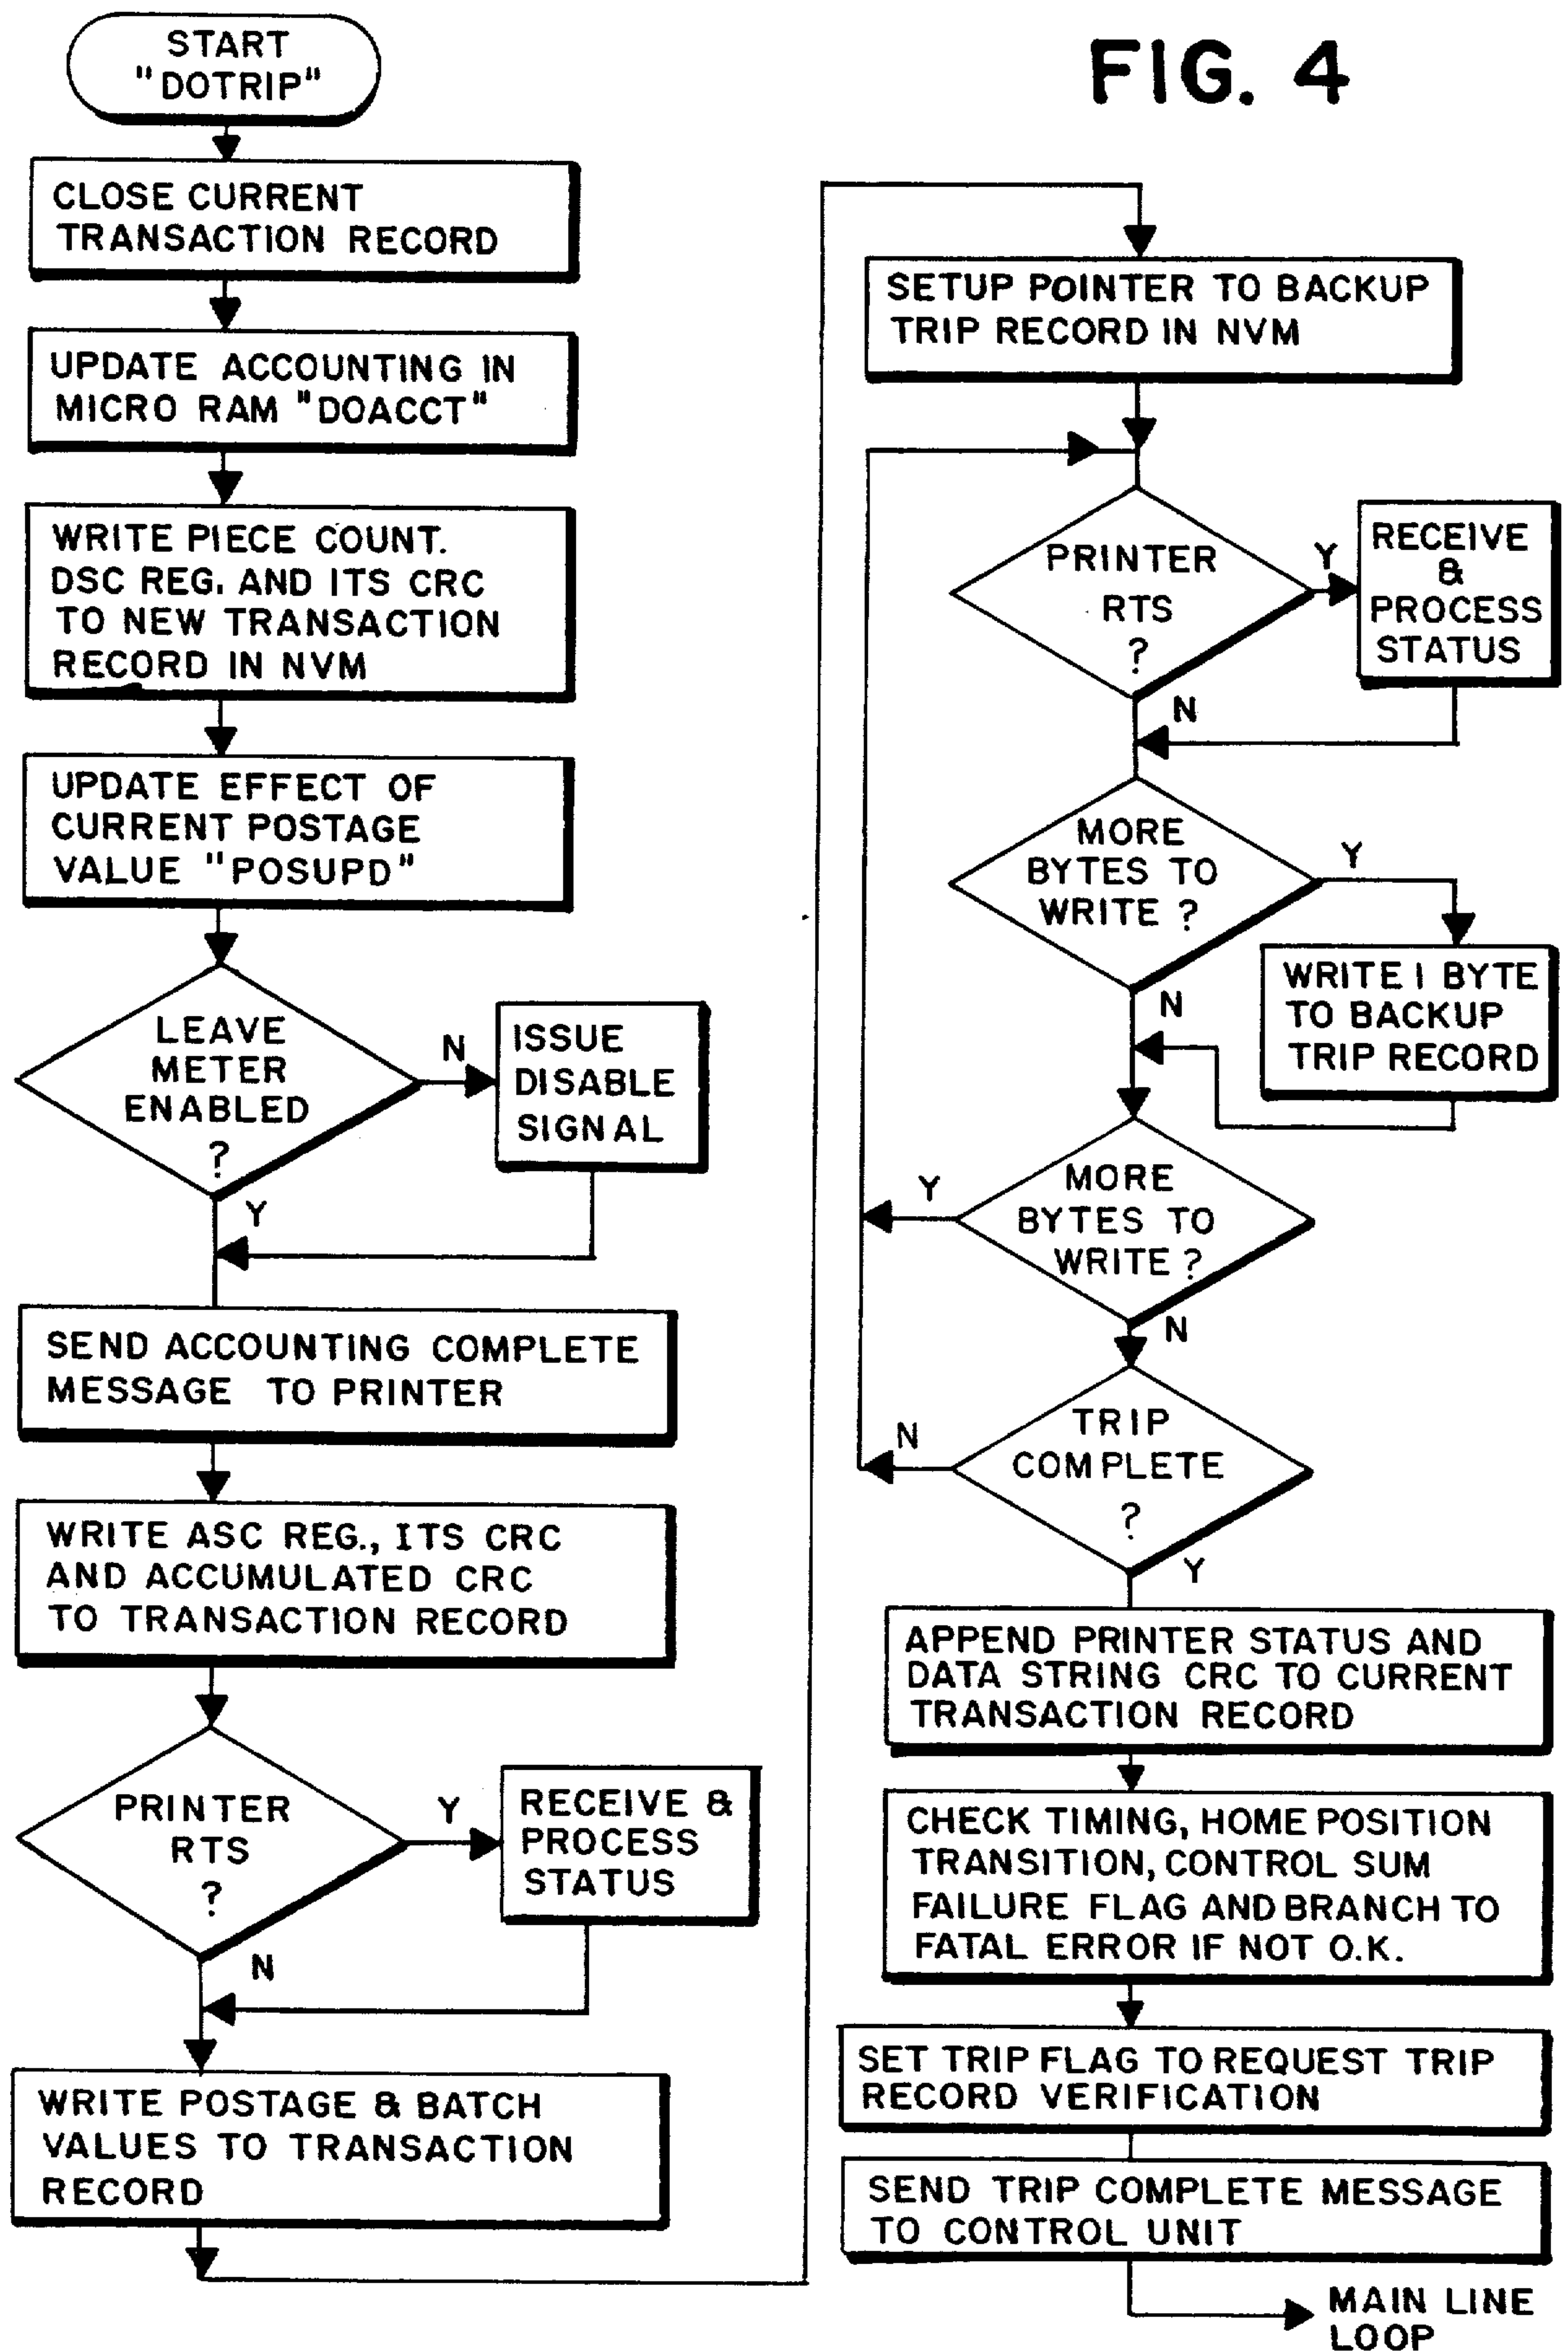 FIG. 4
START
"DOTRIP"
CLOSE CURRENT
TRANSACTION RECORD
UPDATE ACCOUNTING IN
MICRO RAM "DOACCT"
WRITE PIECE COUNT.
DSC REG. AND ITS CRC
TO NEW TRANSACTION
RECORD IN NVM
UPDATE EFFECT OF
CURRENT POSTAGE
VALUE "POSUPD"
LEAVE
METER
ENABLED
?
N
ISSUE
DISABLE
SIGNAL
Y
SEND ACCOUNTING COMPLETE
MESSAGE TO PRINTER
WRITE ASC REG., ITS CRC
AND ACCUMULATED CRC
TO TRANSACTION RECORD
PRINTER
RTS
?
Y
RECEIVE &
PROCESS
STATUS
N
WRITE POSTAGE & BATCH
VALUES TO TRANSACTION
RECORD
SETUP POINTER TO BACKUP
TRIP RECORD IN NVM
PRINTER
RTS
?
Y
RECEIVE
&
PROCESS
STATUS
N
MORE
BYTES TO
WRITE ?
Y
WRITE 1 BYTE
TO BACKUP
TRIP RECORD
N
MORE
BYTES TO
WRITE ?
Y
N
TRIP
COMPLETE
?
N
Y
APPEND PRINTER STATUS AND
DATA STRING CRC TO CURRENT
TRANSACTION RECORD
CHECK TIMING, HOME POSITION
TRANSITION, CONTROL SUM
FAILURE FLAG AND BRANCH TO
FATAL ERROR IF NOT O.K.
SET TRIP FLAG TO REQUEST TRIP
RECORD VERIFICATION
SEND TRIP COMPLETE MESSAGE
TO CONTROL UNIT
MAIN LINE
LOOP